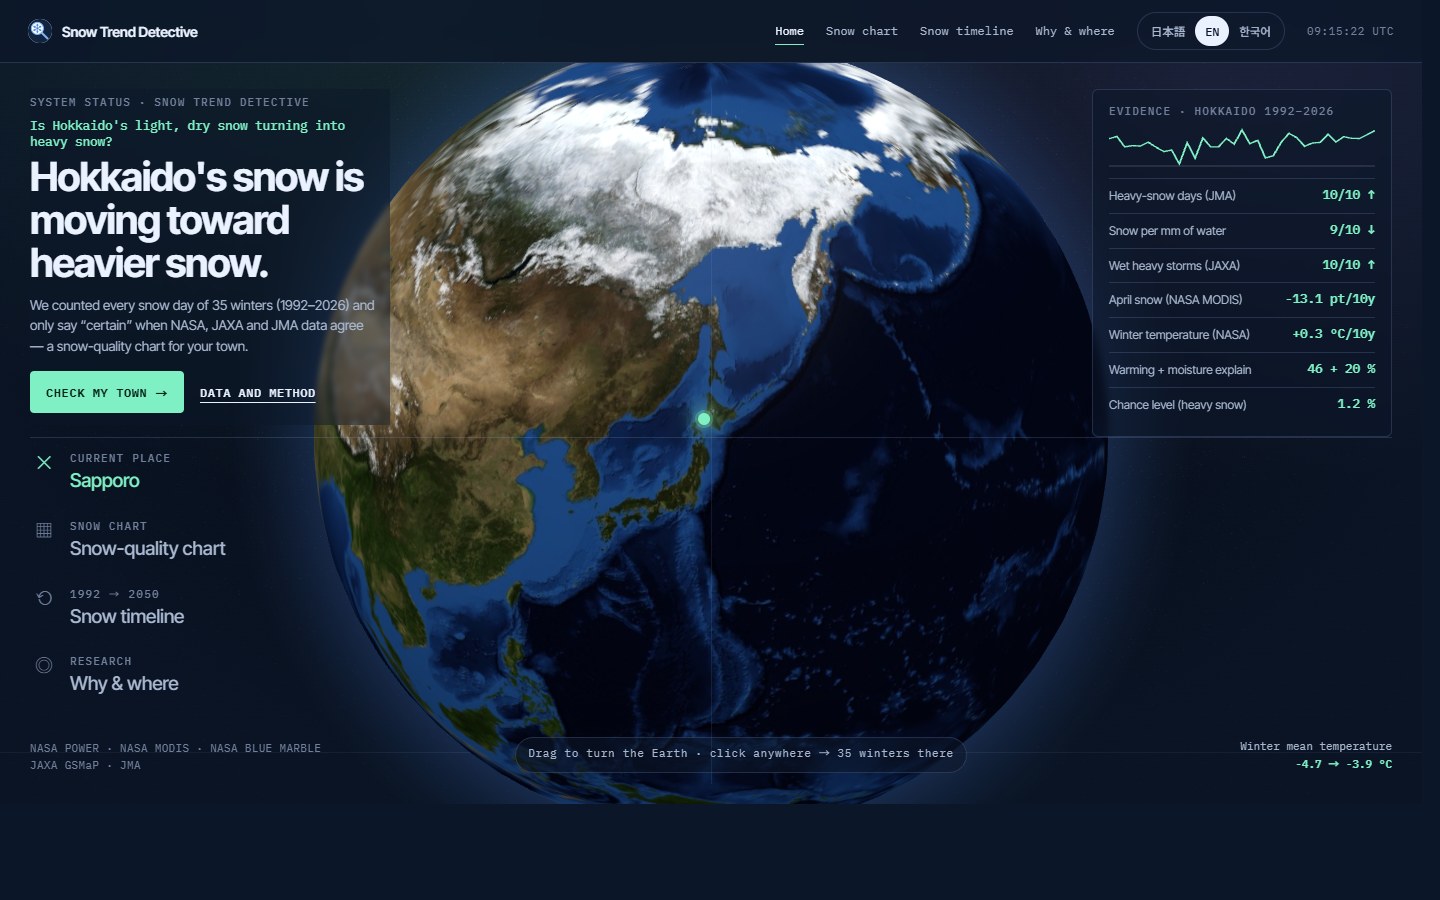 Snow Trend Detective
Home
Snow chart
Snow timeline
Why & where
日本語
EN
한국어
09:15:22 UTC
SYSTEM STATUS · SNOW TREND DETECTIVE
Is Hokkaido's light, dry snow turning into
heavy snow?
Hokkaido's snow is
moving toward
heavier snow.
We counted every snow day of 35 winters (1992–2026) and
only say “certain” when NASA, JAXA and JMA data agree
— a snow-quality chart for your town.
CHECK MY TOWN →
DATA AND METHOD
EVIDENCE · HOKKAIDO 1992–2026
Heavy-snow days (JMA) 10/10 ↑
Snow per mm of water 9/10 ↓
Wet heavy storms (JAXA) 10/10 ↑
April snow (NASA MODIS) -13.1 pt/10y
Winter temperature (NASA) +0.3 °C/10y
Warming + moisture explain 46 + 20 %
Chance level (heavy snow) 1.2 %
CURRENT PLACE
Sapporo
SNOW CHART
Snow-quality chart
1992 → 2050
Snow timeline
RESEARCH
Why & where
NASA POWER · NASA MODIS · NASA BLUE MARBLE
JAXA GSMaP · JMA
Drag to turn the Earth · click anywhere → 35 winters there
Winter mean temperature
-4.7 → -3.9 °C